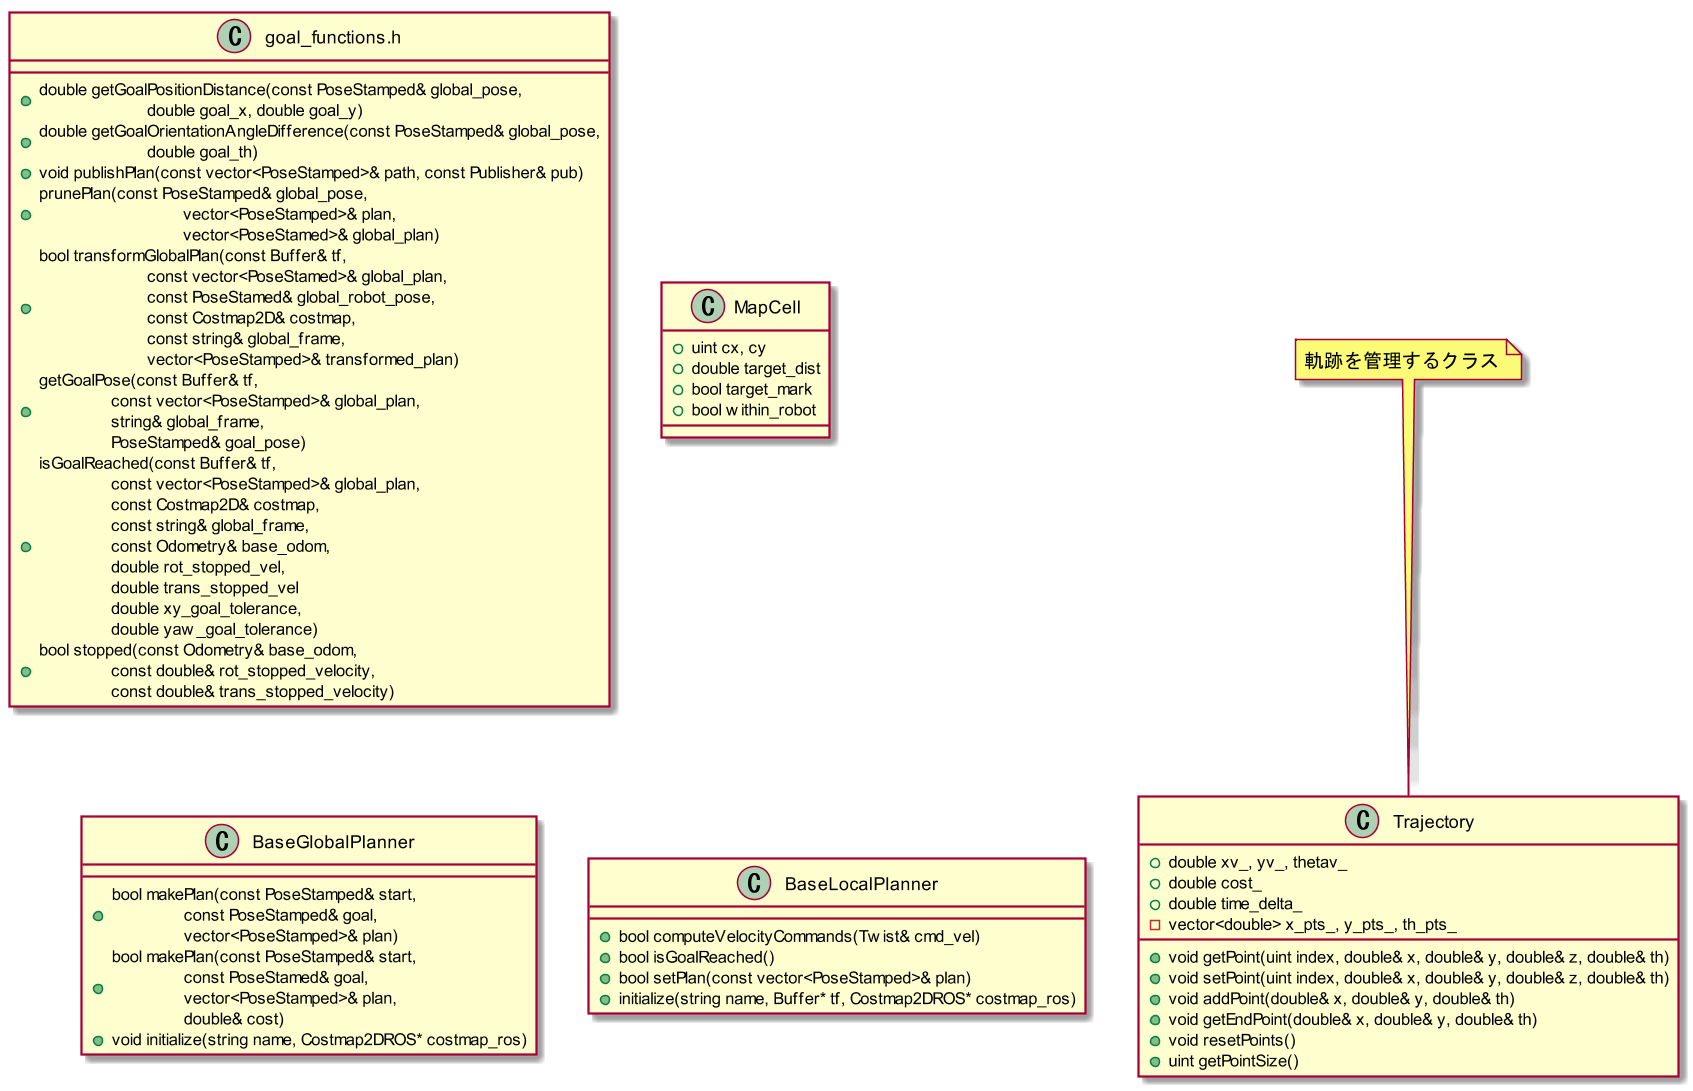 C goal_functions.h
double getGoalPositionDistance(const PoseStamped& global_pose,
double goal_x, double goal_y)
double getGoalOrientationAngleDifference(const PoseStamped& global_pose,
double goal_th)
void publishPlan(const vector<PoseStamped>& path, const Publisher& pub)
prunePlan(const PoseStamped& global_pose,
vector<PoseStamped>& plan,
vector<PoseStamed>& global_plan)
bool transformGlobalPlan(const Buffer& tf,
const vector<PoseStamed>& global_plan,
const PoseStamed& global_robot_pose,
const Costmap2D& costmap,
const string& global_frame,
vector<PoseStamped>& transformed_plan)
getGoalPose(const Buffer& tf,
const vector<PoseStamped>& global_plan,
string& global_frame,
PoseStamped& goal_pose)
isGoalReached(const Buffer& tf,
const vector<PoseStamped>& global_plan,
const Costmap2D& costmap,
const string& global_frame,
const Odometry& base_odom,
double rot_stopped_vel,
double trans_stopped_vel
double xy_goal_tolerance,
double yaw_goal_tolerance)
bool stopped(const Odometry& base_odom,
const double& rot_stopped_velocity,
const double& trans_stopped_velocity)
C MapCell
uint cx, cy
double target_dist
bool target_mark
bool within_robot
軌跡を管理するクラス
C BaseGlobalPlanner
bool makePlan(const PoseStamped& start,
const PoseStamped& goal,
vector<PoseStamped>& plan)
bool makePlan(const PoseStamped& start,
const PoseStamed& goal,
vector<PoseStamped>& plan,
double& cost)
void initialize(string name, Costmap2DROS* costmap_ros)
C BaseLocalPlanner
bool computeVelocityCommands(Twist& cmd_vel)
bool isGoalReached()
bool setPlan(const vector<PoseStamped>& plan)
initialize(string name, Buffer* tf, Costmap2DROS* costmap_ros)
C Trajectory
double xv_, yv_, thetav_
double cost_
double time_delta_
vector<double> x_pts_, y_pts_, th_pts_
void getPoint(uint index, double& x, double& y, double& z, double& th)
void setPoint(uint index, double& x, double& y, double& z, double& th)
void addPoint(double& x, double& y, double& th)
void getEndPoint(double& x, double& y, double& th)
void resetPoints()
uint getPointSize()